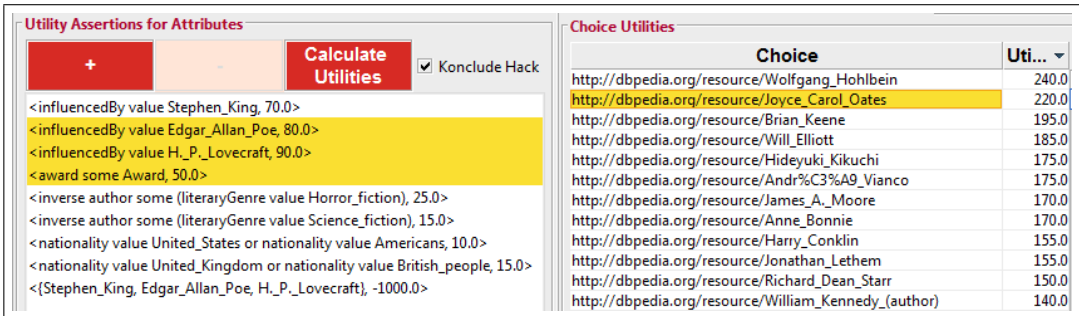 Utility Assertions for Attributes
+
-
Calculate
Utilities
Konclude Hack
<influencedBy value Stephen_King, 70.0>
<influencedBy value Edgar_Allan_Poe, 80.0>
<influencedBy value H._P._Lovecraft, 90.0>
<award some Award, 50.0>
<inverse author some (literaryGenre value Horror_fiction), 25.0>
<inverse author some (literaryGenre value Science_fiction), 15.0>
<nationality value United_States or nationality value Americans, 10.0>
<nationality value United_Kingdom or nationality value British_people, 15.0>
<{Stephen_King, Edgar_Allan_Poe, H._P._Lovecraft}, -1000.0>
Choice Utilities
Choice Uti...
http://dbpedia.org/resource/Wolfgang_Hohlbein 240.0
http://dbpedia.org/resource/Joyce_Carol_Oates 220.0
http://dbpedia.org/resource/Brian_Keene 195.0
http://dbpedia.org/resource/Will_Elliott 185.0
http://dbpedia.org/resource/Hideyuki_Kikuchi 175.0
http://dbpedia.org/resource/Andr%C3%A9_Vianco 175.0
http://dbpedia.org/resource/James_A._Moore 170.0
http://dbpedia.org/resource/Anne_Bonnie 170.0
http://dbpedia.org/resource/Harry_Conklin 155.0
http://dbpedia.org/resource/Jonathan_Lethem 155.0
http://dbpedia.org/resource/Richard_Dean_Starr 150.0
http://dbpedia.org/resource/William_Kennedy_(author) 140.0